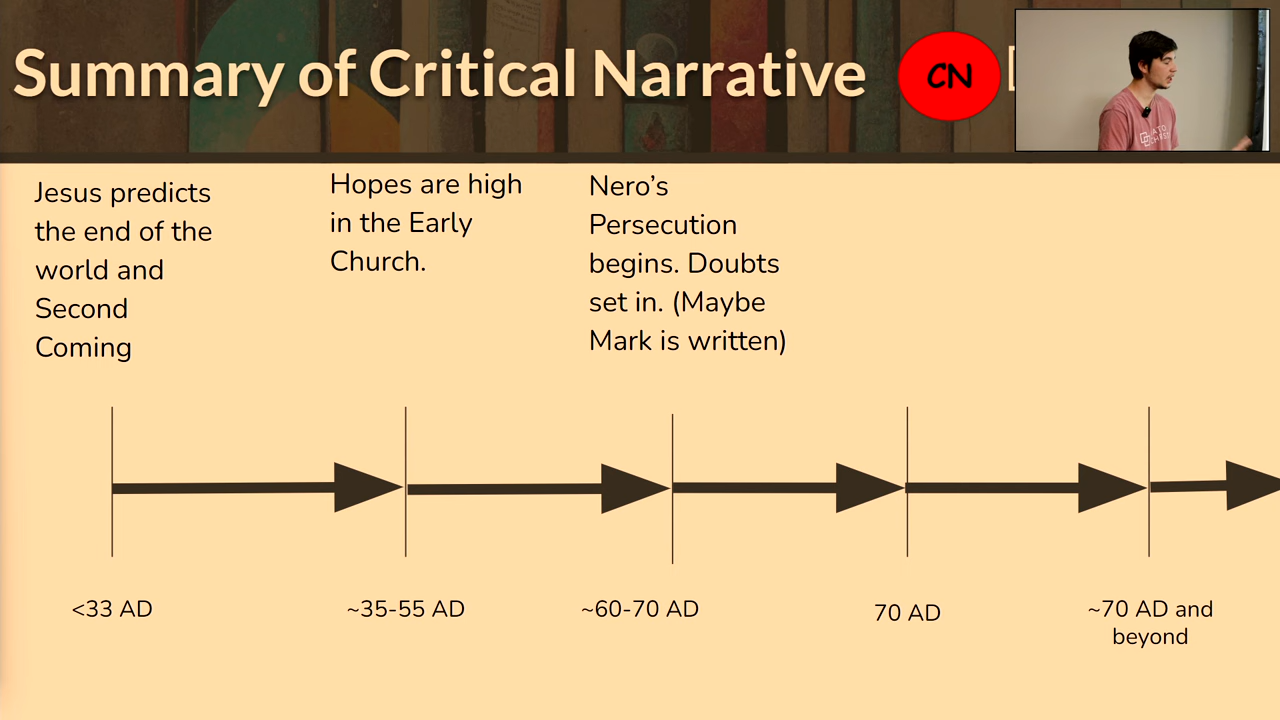 Summary of Critical Narrative
CN
Jesus predicts
the end of the
world and
Second
Coming
Hopes are high
in the Early
Church.
Nero's
Persecution
begins. Doubts
set in. (Maybe
Mark is written)
<33 AD
~35-55 AD
~60-70 AD
70 AD
~70 AD and
beyond